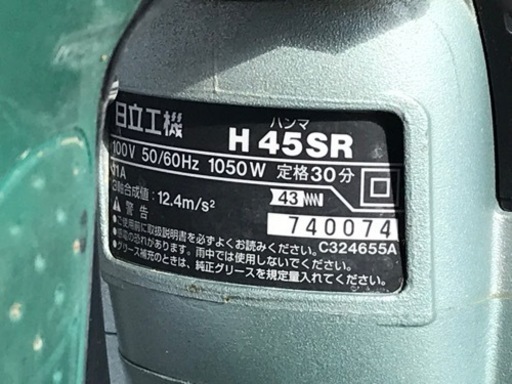 日立工機
ハンマ
H 45SR
100V 50/60Hz 1050W 定格30分
11A
3軸合成値:12.4m/s²
43
740074
警告
C324655A
・ご使用前に取扱説明書を必ずよくお読みください。
・感電の恐れがあります。雨中では使用しないでください。
・グリース補充のときは、純正グリースを規定量入れてください。